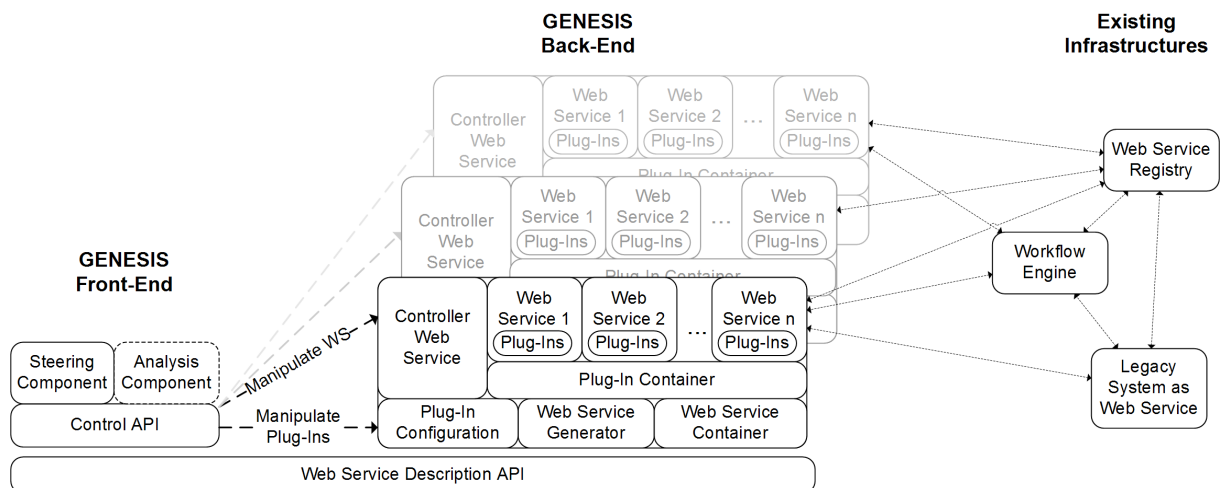 GENESIS
Back-End
Existing
Infrastructures
Controller
Web
Service
Web
Service 1
Plug-Ins
Web
Service 2
Plug-Ins
...
Web
Service n
Plug-Ins
Plug-In Container
Web Service
Registry
Controller
Web
Service
Web
Service 1
Plug-Ins
Web
Service 2
Plug-Ins
...
Web
Service n
Plug-Ins
Plug-In Container
Workflow
Engine
GENESIS
Front-End
Controller
Web
Service
Web
Service 1
Plug-Ins
Web
Service 2
Plug-Ins
...
Web
Service n
Plug-Ins
Plug-In Container
Steering
Component
Analysis
Component
Manipulate WS
Legacy
System as
Web Service
Control API
Manipulate
Plug-Ins
Plug-In
Configuration
Web Service
Generator
Web Service
Container
Web Service Description API